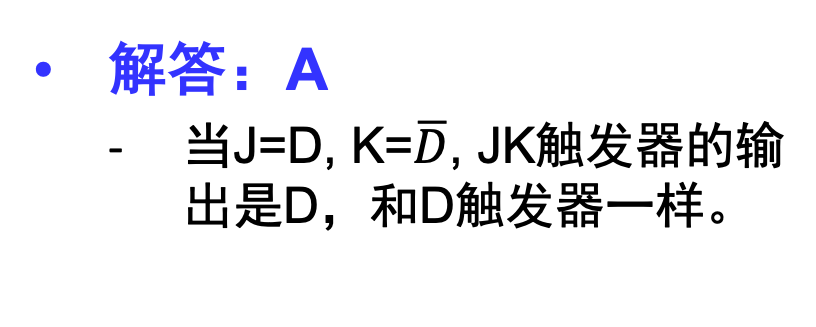 • 解答：A
- 当J=D, K=D̅, JK触发器的输
出是D，和D触发器一样。